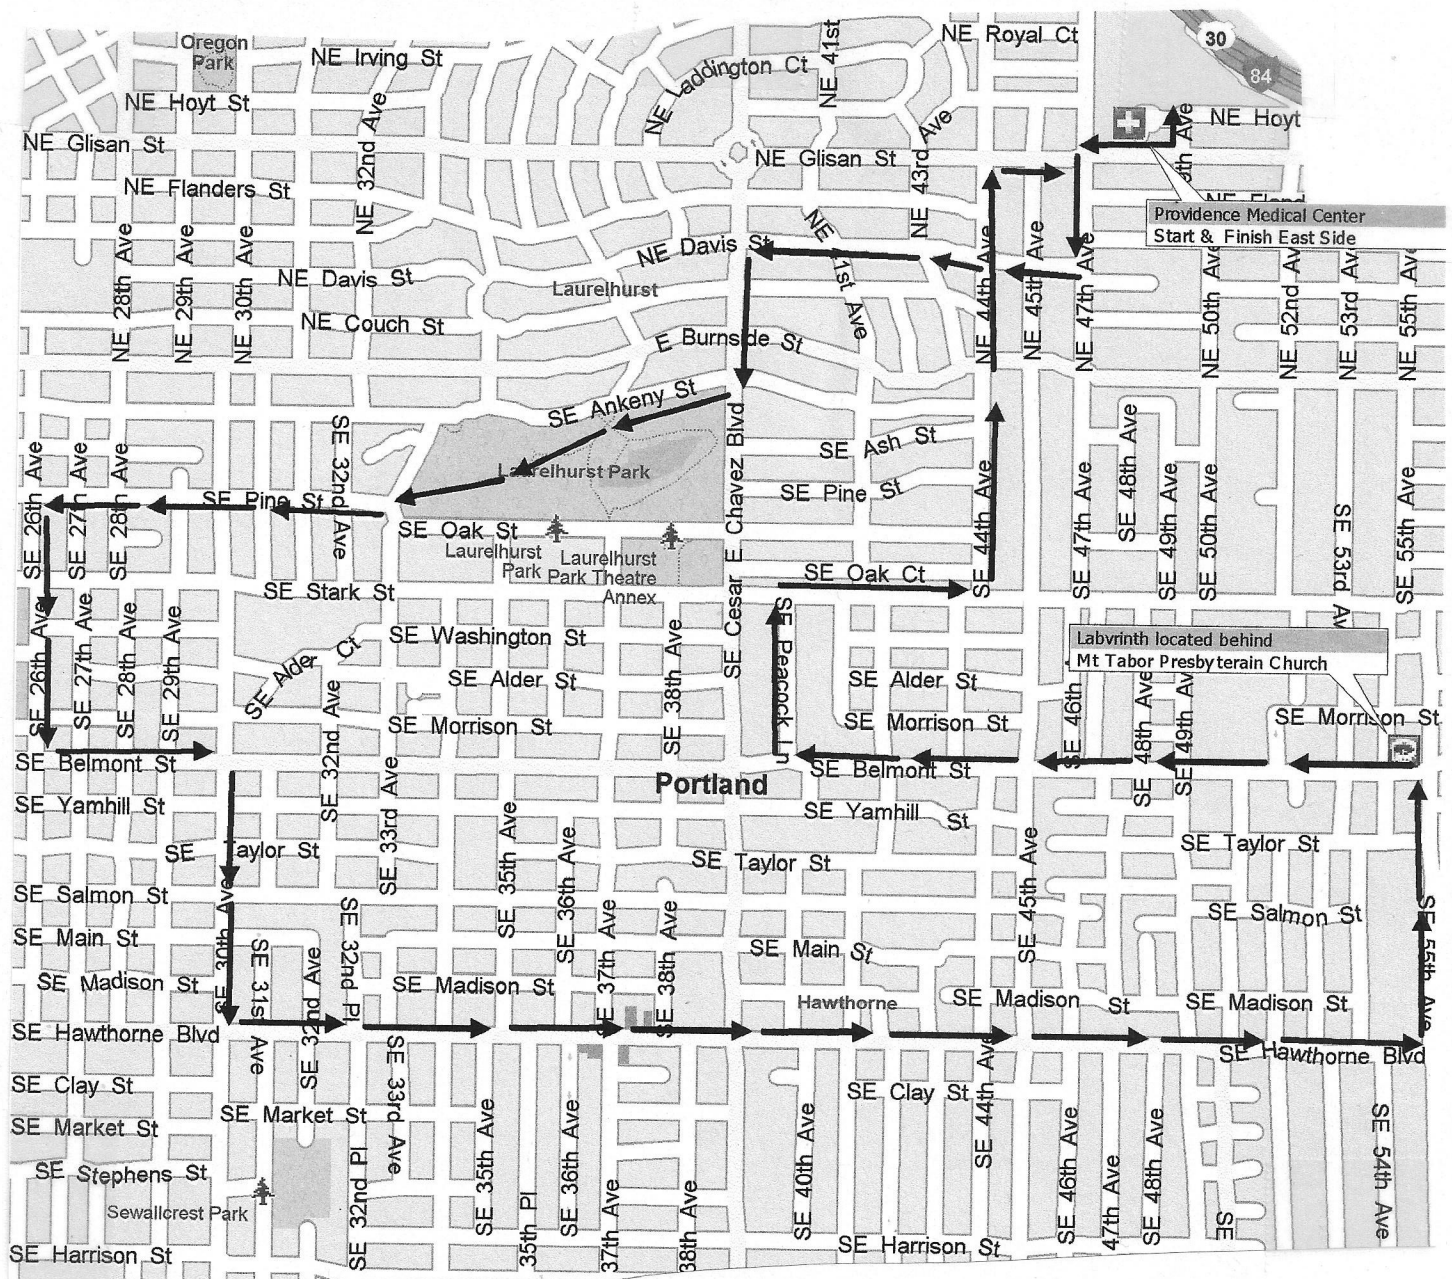 Oregon
Park
NE Irving St
NE Laddington Ct
NE 41st
NE Royal Ct
30
84
NE Hoyt St
NE 32nd Ave
NE Hoyt
NE Glisan St
NE Glisan St
NE 43rd Ave
NE Flanders St
Providence Medical Center
Start & Finish East Side
NE 28th Ave
NE 29th Ave
NE 30th Ave
NE Davis St
NE Davis St
NE 41st Ave
NE 44th Ave
NE 45th Ave
NE 47th Ave
NE 50th Ave
NE 52nd Ave
NE 53rd Ave
NE 55th Ave
Laurelhurst
NE Couch St
E Burnside St
SE Ankeny St
SE 26th Ave
SE 27th Ave
SE 28th Ave
SE 32nd Ave
Laurelhurst Park
SE Cesar E Chavez Blvd
SE Ash St
SE Pine St
SE Pine St
SE 44th Ave
SE 47th Ave
SE 48th Ave
SE 49th Ave
SE 50th Ave
SE 53rd Av
SE 55th Ave
SE Oak St
Laurelhurst
Park
Laurelhurst
Park Theatre
Annex
SE Oak Ct
SE Stark St
SE 26th Ave
SE 27th Ave
SE 28th Ave
SE 29th Ave
SE Alder Ct
SE Washington St
SE 38th Ave
SE Peacock Ln
Labvrinth located behind
Mt Tabor Presbyterain Church
SE Alder St
SE Alder St
SE Morrison St
SE Morrison St
SE Morrison St
SE 46th
SE 48th Ave
SE 49th Ave
SE 32nd Ave
SE Belmont St
SE Belmont St
Portland
SE Yamhill St
SE Yamhill St
SE 33rd Ave
SE Taylor St
SE Taylor St
SE Taylor St
SE 35th Ave
SE 36th Ave
SE 45th Ave
SE Salmon St
SE Salmon St
SE 30th Ave
SE 31st Ave
SE 32nd Ave
SE 32nd Pl
SE 37th Ave
SE 38th Ave
SE 55th Ave
SE Main St
SE Main St
SE Madison St
SE Madison St
Hawthorne
SE Madison St
SE Madison St
SE Hawthorne Blvd
SE Hawthorne Blvd
SE Clay St
SE Clay St
SE 33rd Ave
SE 44th Ave
SE Market St
SE Market St
SE 35th Ave
SE 36th Ave
SE 40th Ave
SE 46th Ave
SE 48th Ave
SE 54th Ave
SE Stephens St
SE 32nd Pl
35th Pl
37th Ave
38th Ave
47th Ave
SE
Sewallcrest Park
SE Harrison St
SE Harrison St